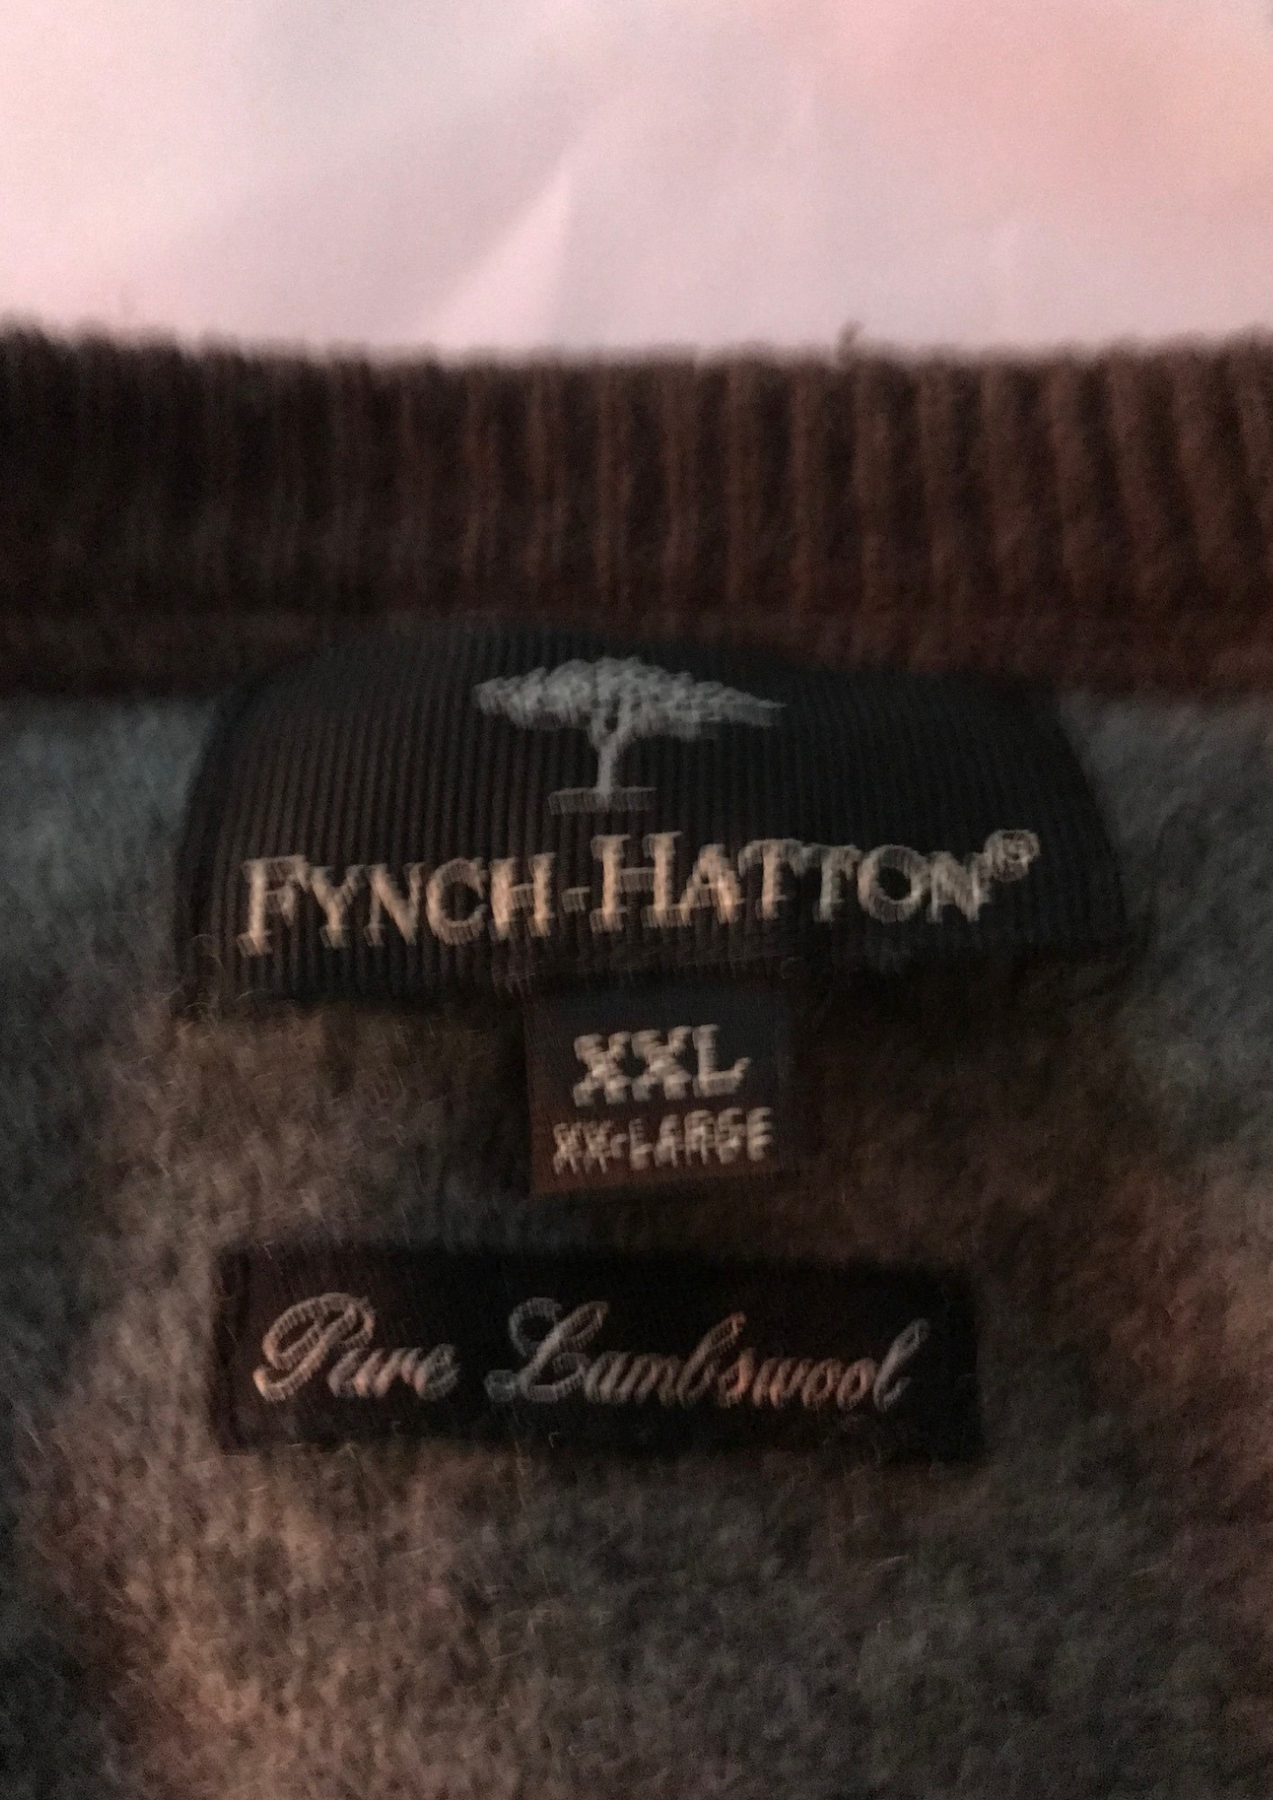 FYNCH-HATTON®
XXL
XX-LARGE
Pure Lambswool